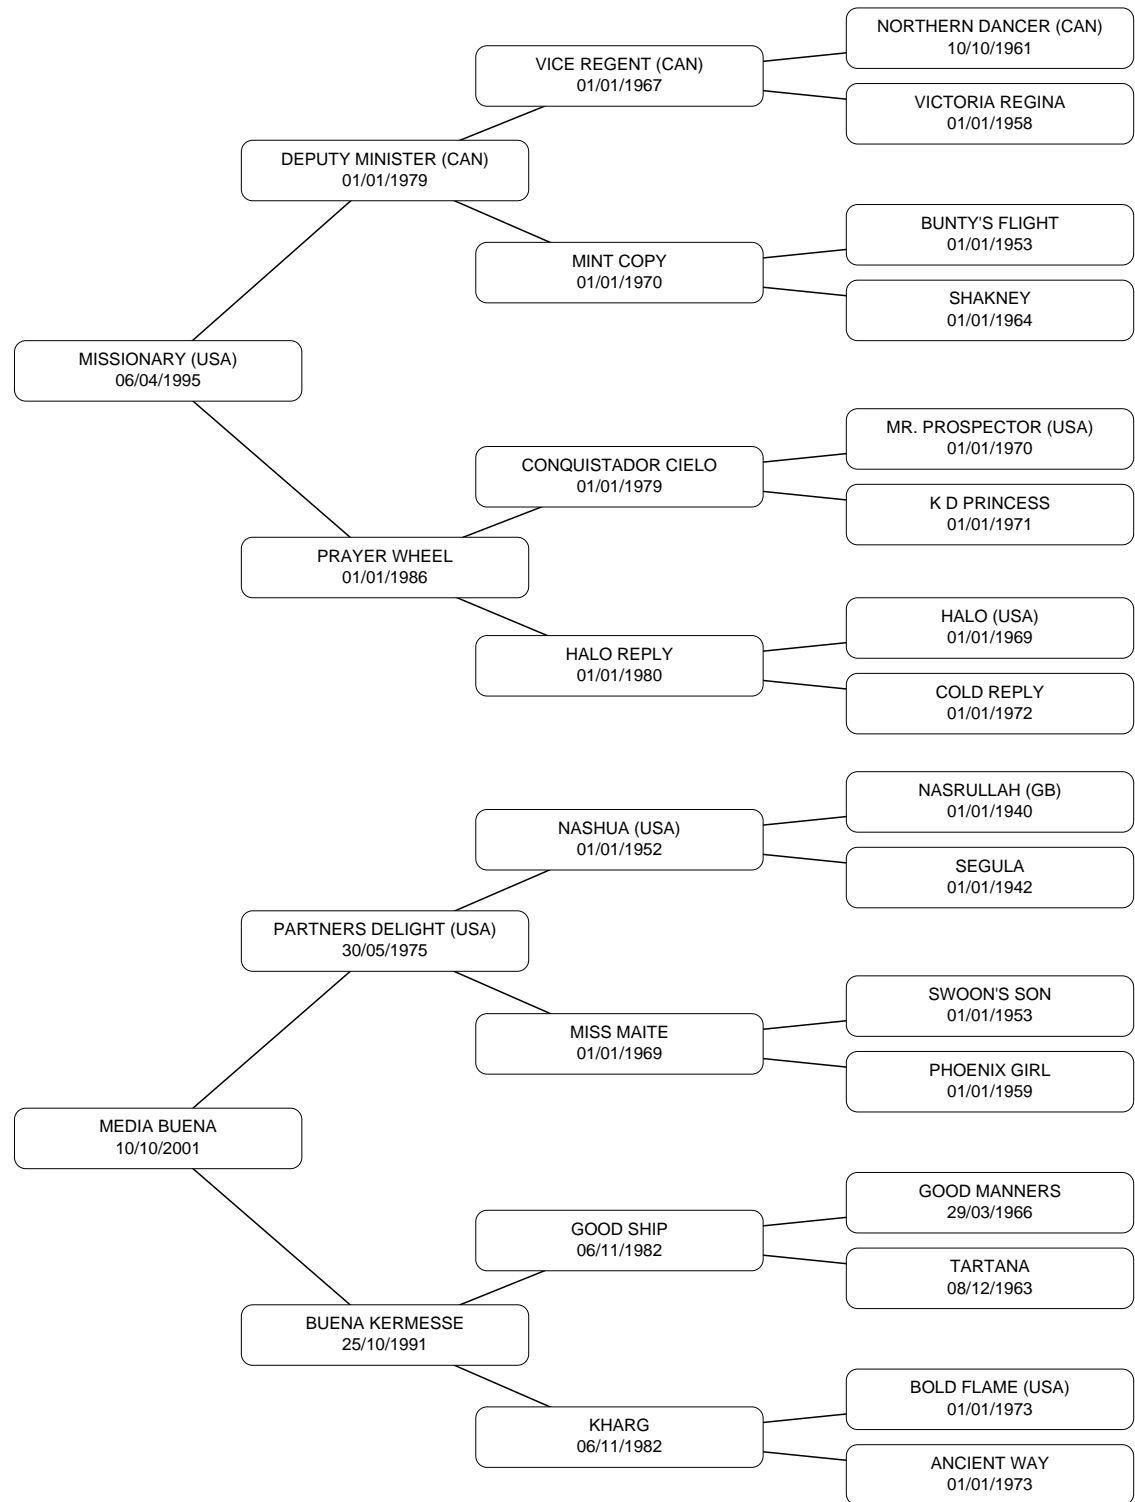 NORTHERN DANCER (CAN)
10/10/1961
VICE REGENT (CAN)
01/01/1967
VICTORIA REGINA
01/01/1958
DEPUTY MINISTER (CAN)
01/01/1979
BUNTY'S FLIGHT
01/01/1953
MINT COPY
01/01/1970
SHAKNEY
01/01/1964
MISSIONARY (USA)
06/04/1995
MR. PROSPECTOR (USA)
01/01/1970
CONQUISTADOR CIELO
01/01/1979
K D PRINCESS
01/01/1971
PRAYER WHEEL
01/01/1986
HALO (USA)
01/01/1969
HALO REPLY
01/01/1980
COLD REPLY
01/01/1972
NASRULLAH (GB)
01/01/1940
NASHUA (USA)
01/01/1952
SEGULA
01/01/1942
PARTNERS DELIGHT (USA)
30/05/1975
SWOON'S SON
01/01/1953
MISS MAITE
01/01/1969
PHOENIX GIRL
01/01/1959
MEDIA BUENA
10/10/2001
GOOD MANNERS
29/03/1966
GOOD SHIP
06/11/1982
TARTANA
08/12/1963
BUENA KERMESSE
25/10/1991
BOLD FLAME (USA)
01/01/1973
KHARG
06/11/1982
ANCIENT WAY
01/01/1973